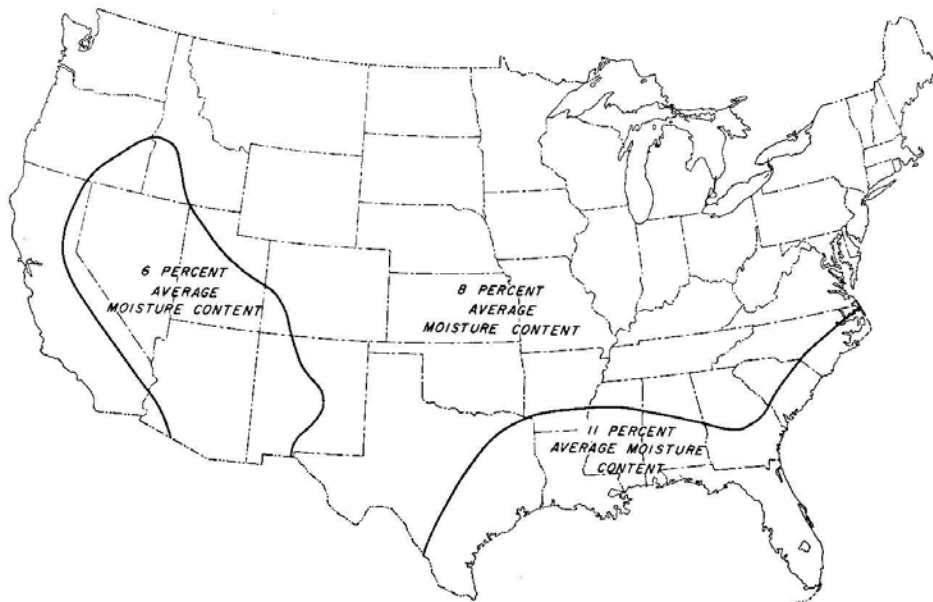 6 PERCENT
AVERAGE
MOISTURE CONTENT
8 PERCENT
AVERAGE
MOISTURE CONTENT
11 PERCENT
AVERAGE MOISTURE
CONTENT